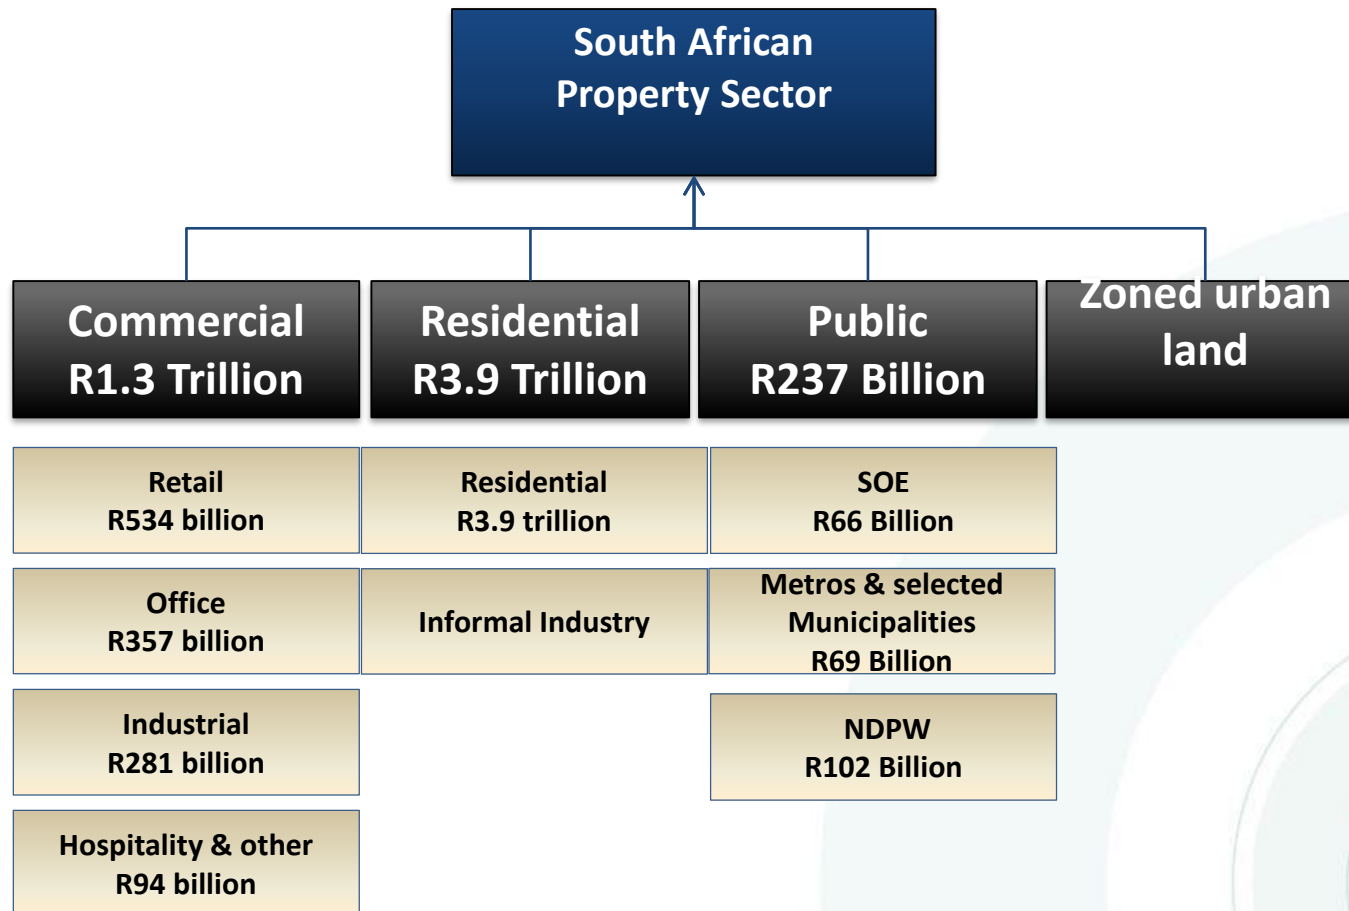 South African
Property Sector
Commercial
R1.3 Trillion
Residential
R3.9 Trillion
Public
R237 Billion
Zoned urban
land
Retail
R534 billion
Residential
R3.9 trillion
SOE
R66 Billion
Office
R357 billion
Informal Industry
Metros & selected
Municipalities
R69 Billion
Industrial
R281 billion
NDPW
R102 Billion
Hospitality & other
R94 billion